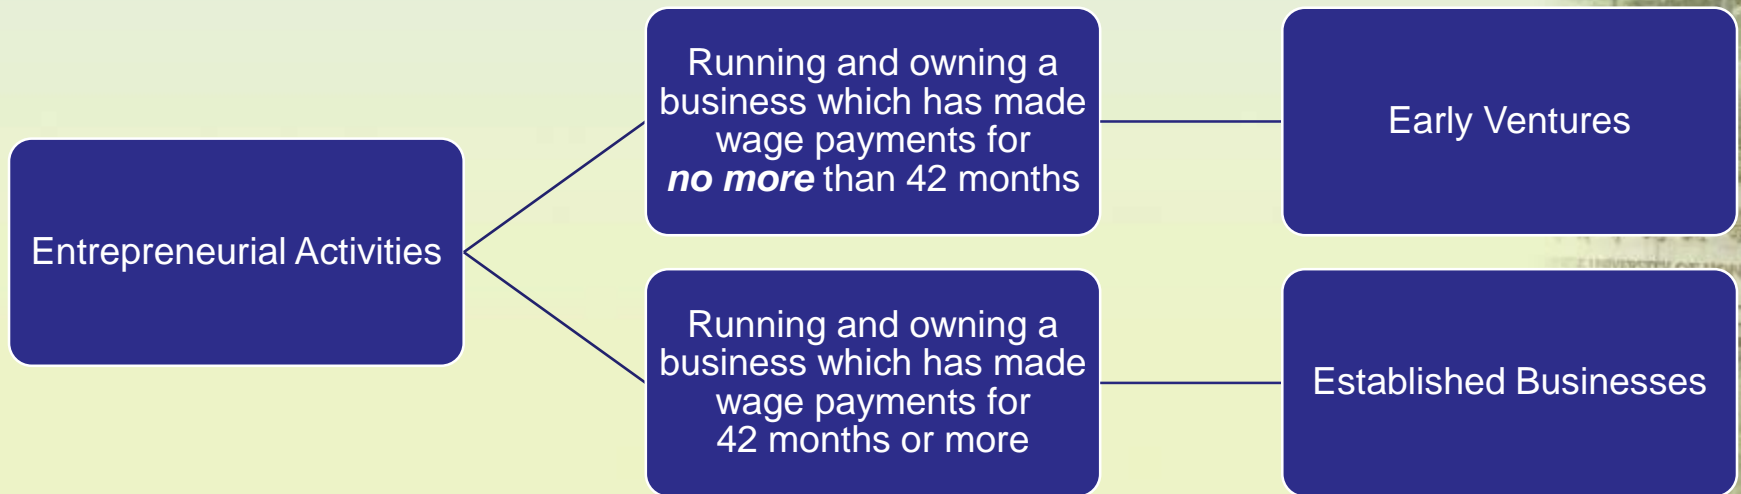 Entrepreneurial Activities
Running and owning a
business which has made
wage payments for
no more than 42 months
Early Ventures
Running and owning a
business which has made
wage payments for
42 months or more
Established Businesses